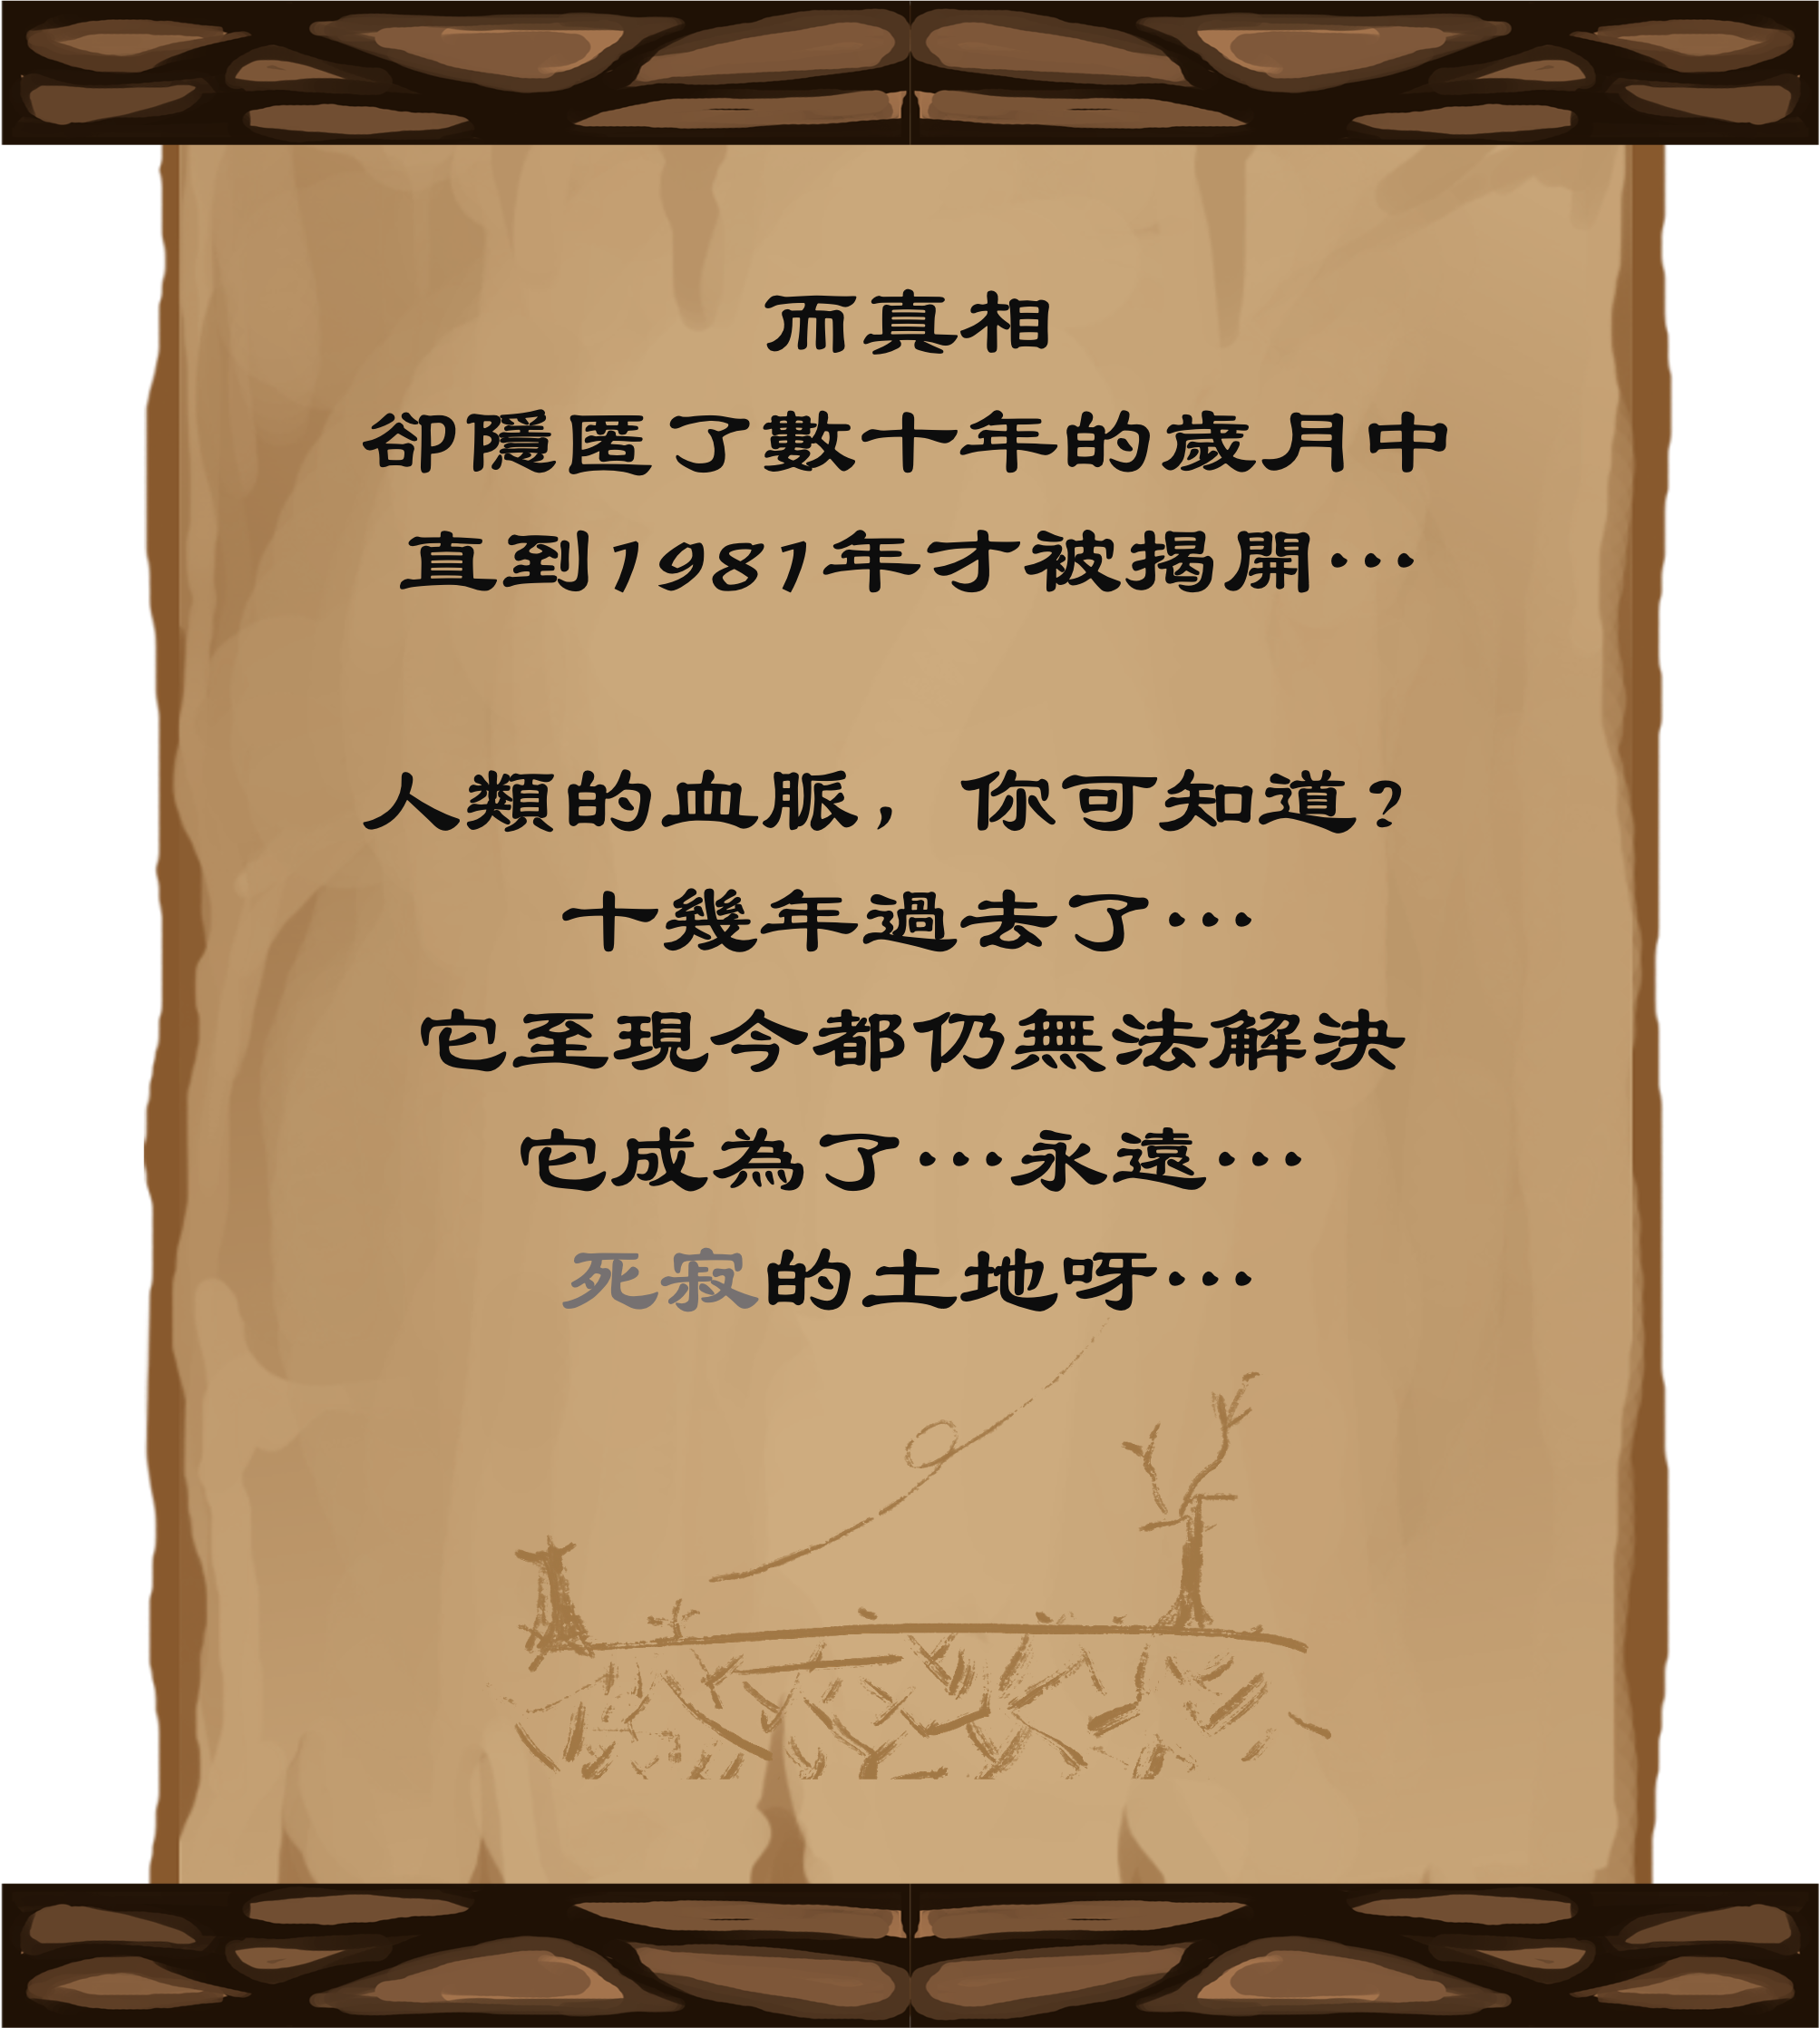 而真相
卻隱匿了數十年的歲月中
直到1981年才被揭開…
人類的血脈，你可知道?
十幾年過去了…
它至現今都仍無法解決
它成為了…永遠…
死寂的土地呀…